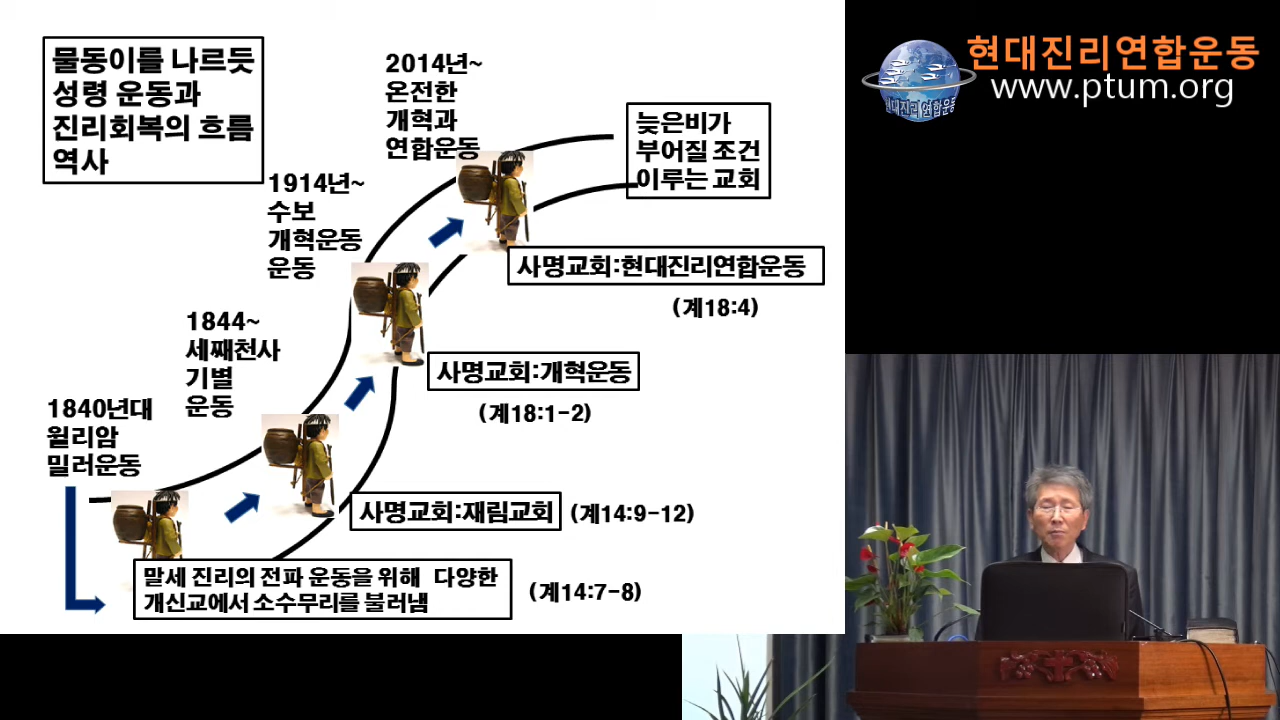 물동이를 나르듯
성령 운동과
진리회복의 흐름
역사
2014년~
온전한
개혁과
연합운동
늦은비가
부어질 조건
이루는 교회
1914년~
수보
개혁운동
운동
사명교회:현대진리연합운동
(계18:4)
1844~
세째천사
기별
운동
사명교회:개혁운동
(계18:1-2)
1840년대
윌리암
밀러운동
사명교회:재림교회 (계14:9-12)
말세 진리의 전파 운동을 위해 다양한
개신교에서 소수무리를 불러냄
(계14:7-8)
현대진리연합운동
www.ptum.org
현대진리연합운동